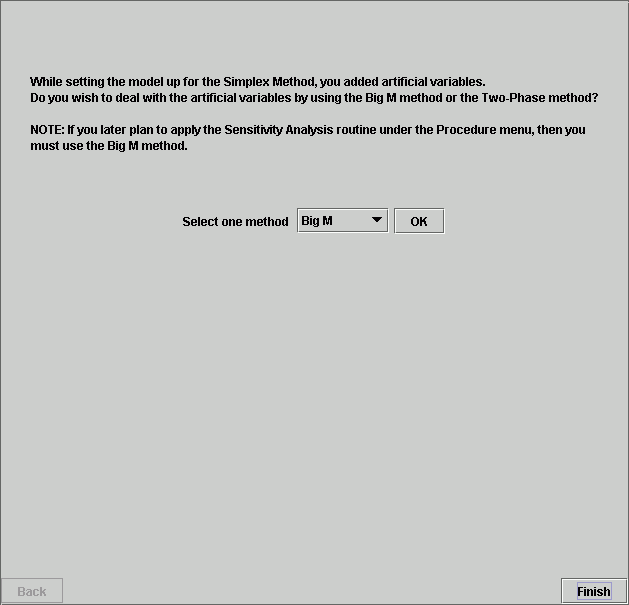 While setting the model up for the Simplex Method, you added artificial variables.
Do you wish to deal with the artificial variables by using the Big M method or the Two-Phase method?
NOTE: If you later plan to apply the Sensitivity Analysis routine under the Procedure menu, then you
must use the Big M method.
Select one method Big M OK
Back Finish